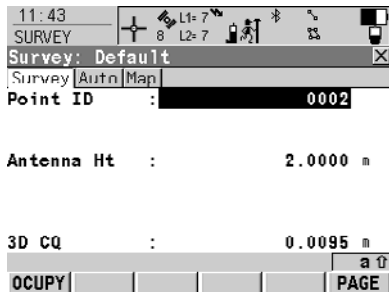 11:43
SURVEY
8 L1= 7
L2= 7
Survey: Default
Survey Auto Map
Point ID : 0002
Antenna Ht : 2.0000 m
3D CQ : 0.0095 m
a
OCUPY PAGE